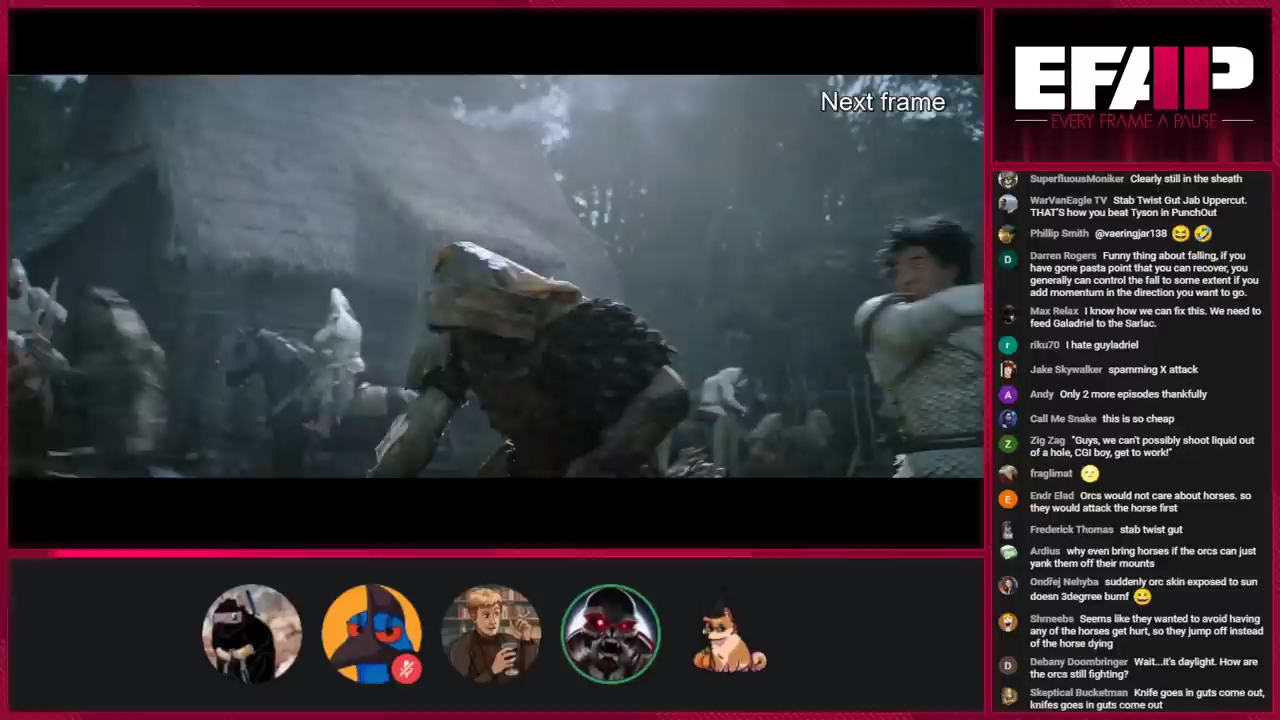 Next frame
EFAP
EVERY FRAME A PAUSE
SuperfluousMoniker Clearly still in the sheath
WarVanEagle TV Stab Twist Gut Jab Uppercut.
THAT'S how you beat Tyson in PunchOut
Phillip Smith @vaeringjar138 😆 🤣
D
Darren Rogers Funny thing about falling, if you
have gone pasta point that you can recover, you
generally can control the fall to some extent if you
add momentum in the direction you want to go.
Max Relax I know how we can fix this. We need to
feed Galadriel to the Sarlac.
r
riku70 I hate guyladriel
Jake Skywalker spamming X attack
A
Andy Only 2 more episodes thankfully
Call Me Snake this is so cheap
Z
Zig Zag "Guys, we can't possibly shoot liquid out
of a hole, CGI boy, get to work!"
fraglimat 🌝
E
Endr Elad Orcs would not care about horses. so
they would attack the horse first
Frederick Thomas stab twist gut
Ardius why even bring horses if the orcs can just
yank them off their mounts
Ondřej Nehyba suddenly orc skin exposed to sun
doesn 3degrree burnf 😀
Shmeebs Seems like they wanted to avoid having
any of the horses get hurt, so they jump off instead
of the horse dying
D
Debany Doombringer Wait...it's daylight. How are
the orcs still fighting?
Skeptical Bucketman Knife goes in guts come out,
knifes goes in guts come out